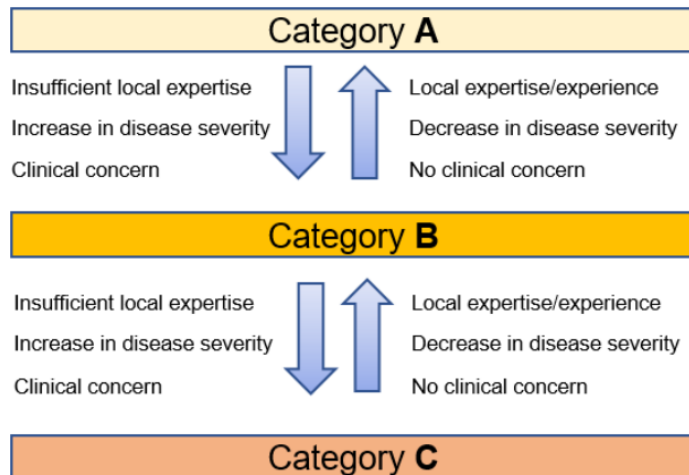 Category A
Insufficient local expertise
Increase in disease severity
Clinical concern
Local expertise/experience
Decrease in disease severity
No clinical concern
Category B
Insufficient local expertise
Increase in disease severity
Clinical concern
Local expertise/experience
Decrease in disease severity
No clinical concern
Category C